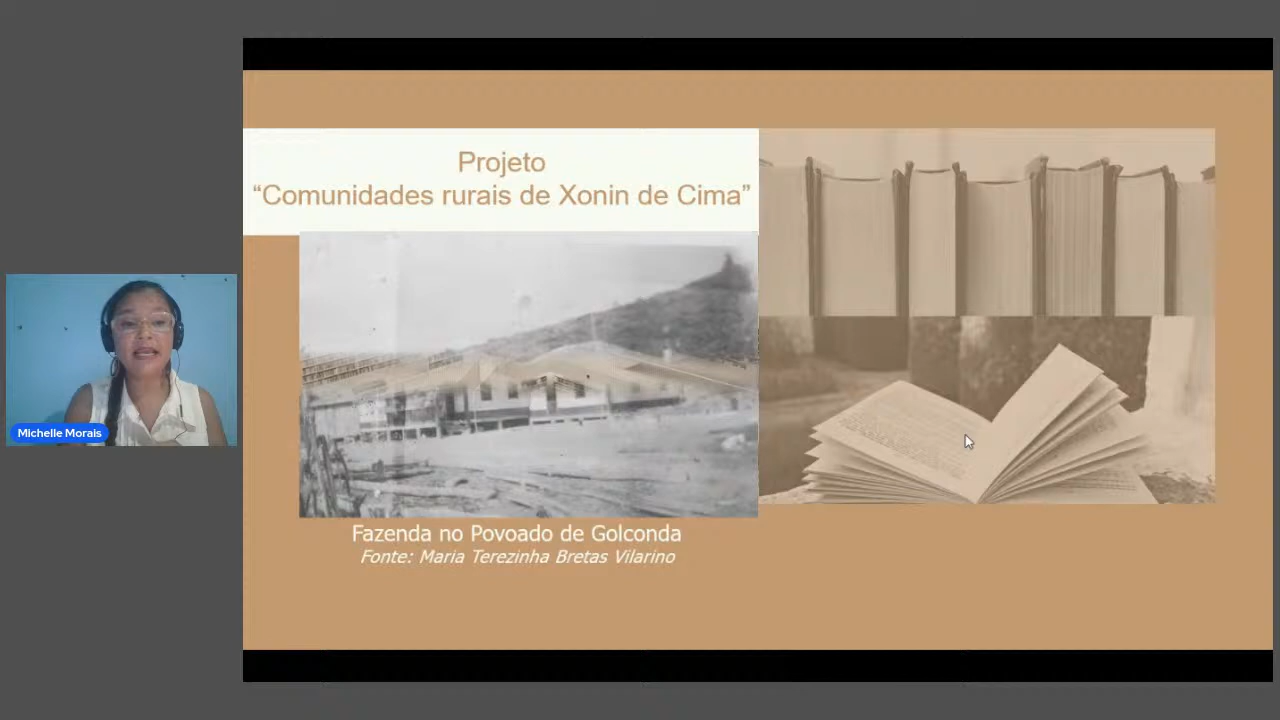 Projeto
“Comunidades rurais de Xonin de Cima”
Michelle Morais
Fazenda no Povoado de Golconda
Fonte: Maria Terezinha Bretas Vilarino